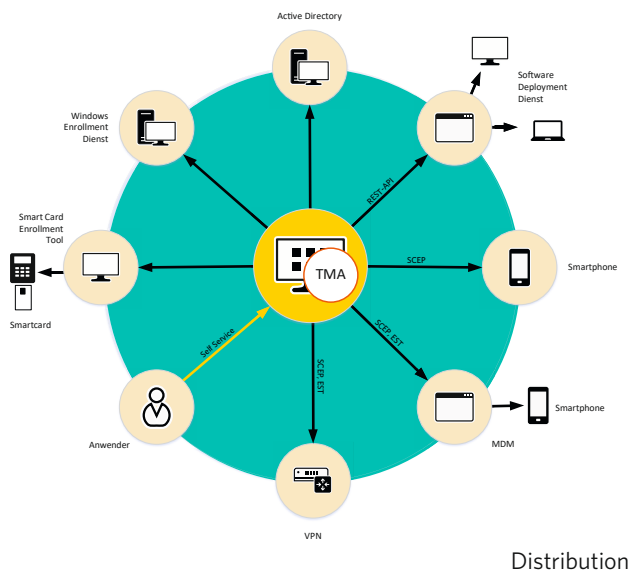 Active Directory
Software
Deployment
Dienst
Windows
Enrollment
Dienst
REST-API
Smart Card
Enrollment
Tool
TMA
SCEP
Smartphone
Smartcard
Self Service
SCEP, EST
SCEP, EST
Smartphone
Anwender
MDM
VPN
Distribution